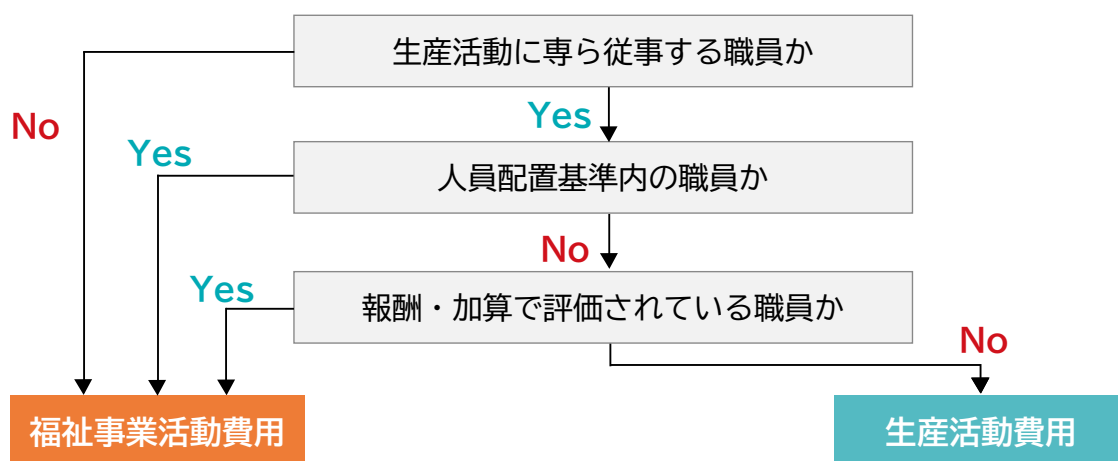 生産活動に専ら従事する職員か
No
Yes
Yes
人員配置基準内の職員か
No
Yes
報酬・加算で評価されている職員か
No
福祉事業活動費用
生産活動費用